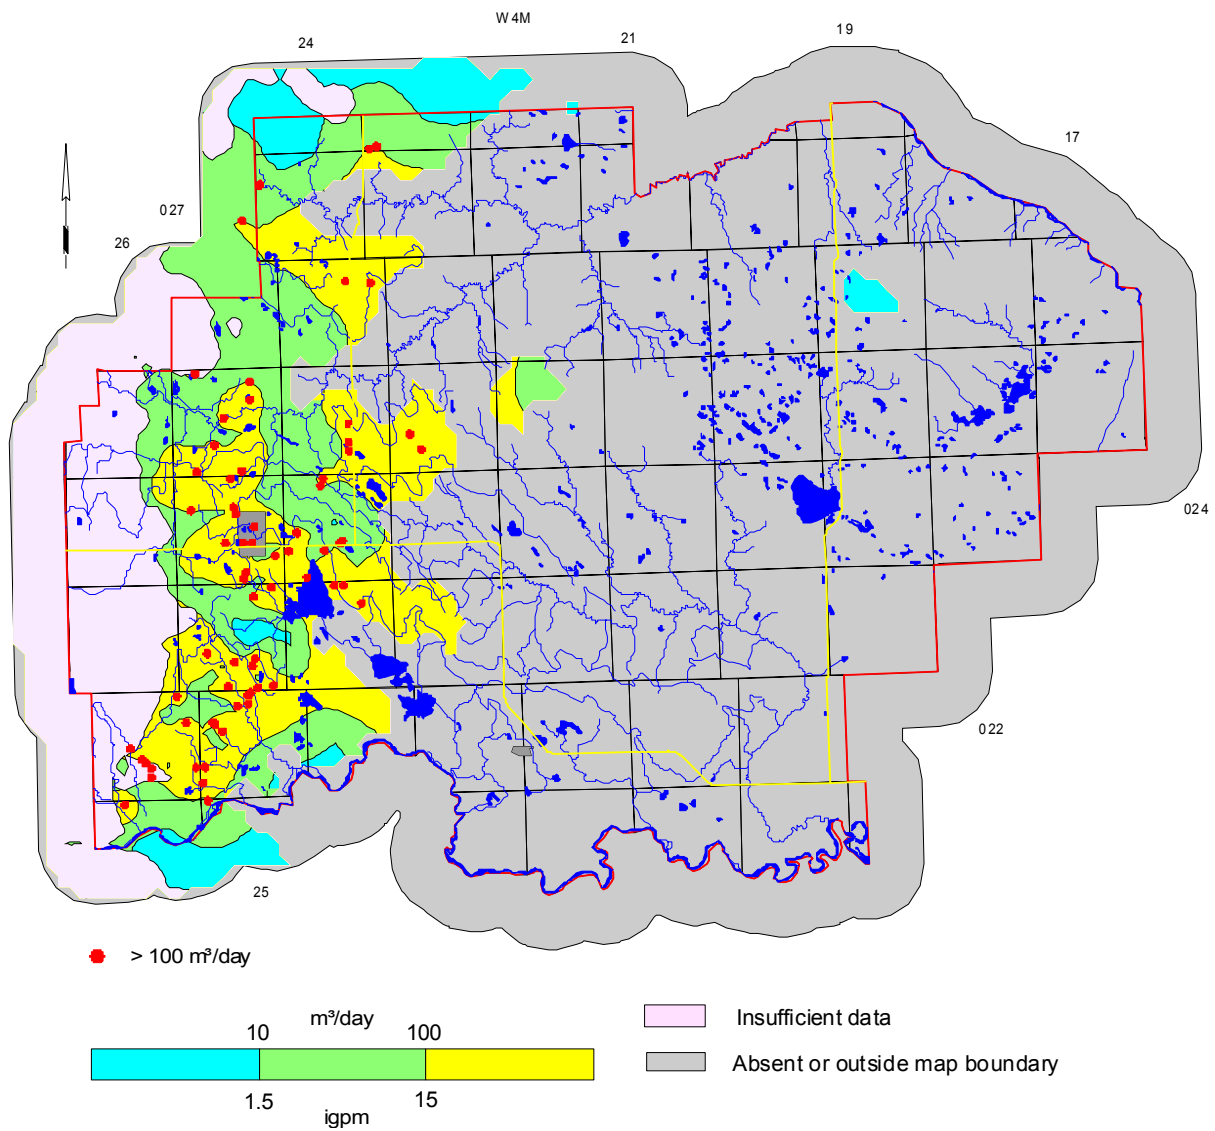 W 4M
24
21
19
17
027
26
024
022
25
> 100 m³/day
m³/day
10
100
1.5
15
igpm
Insufficient data
Absent or outside map boundary